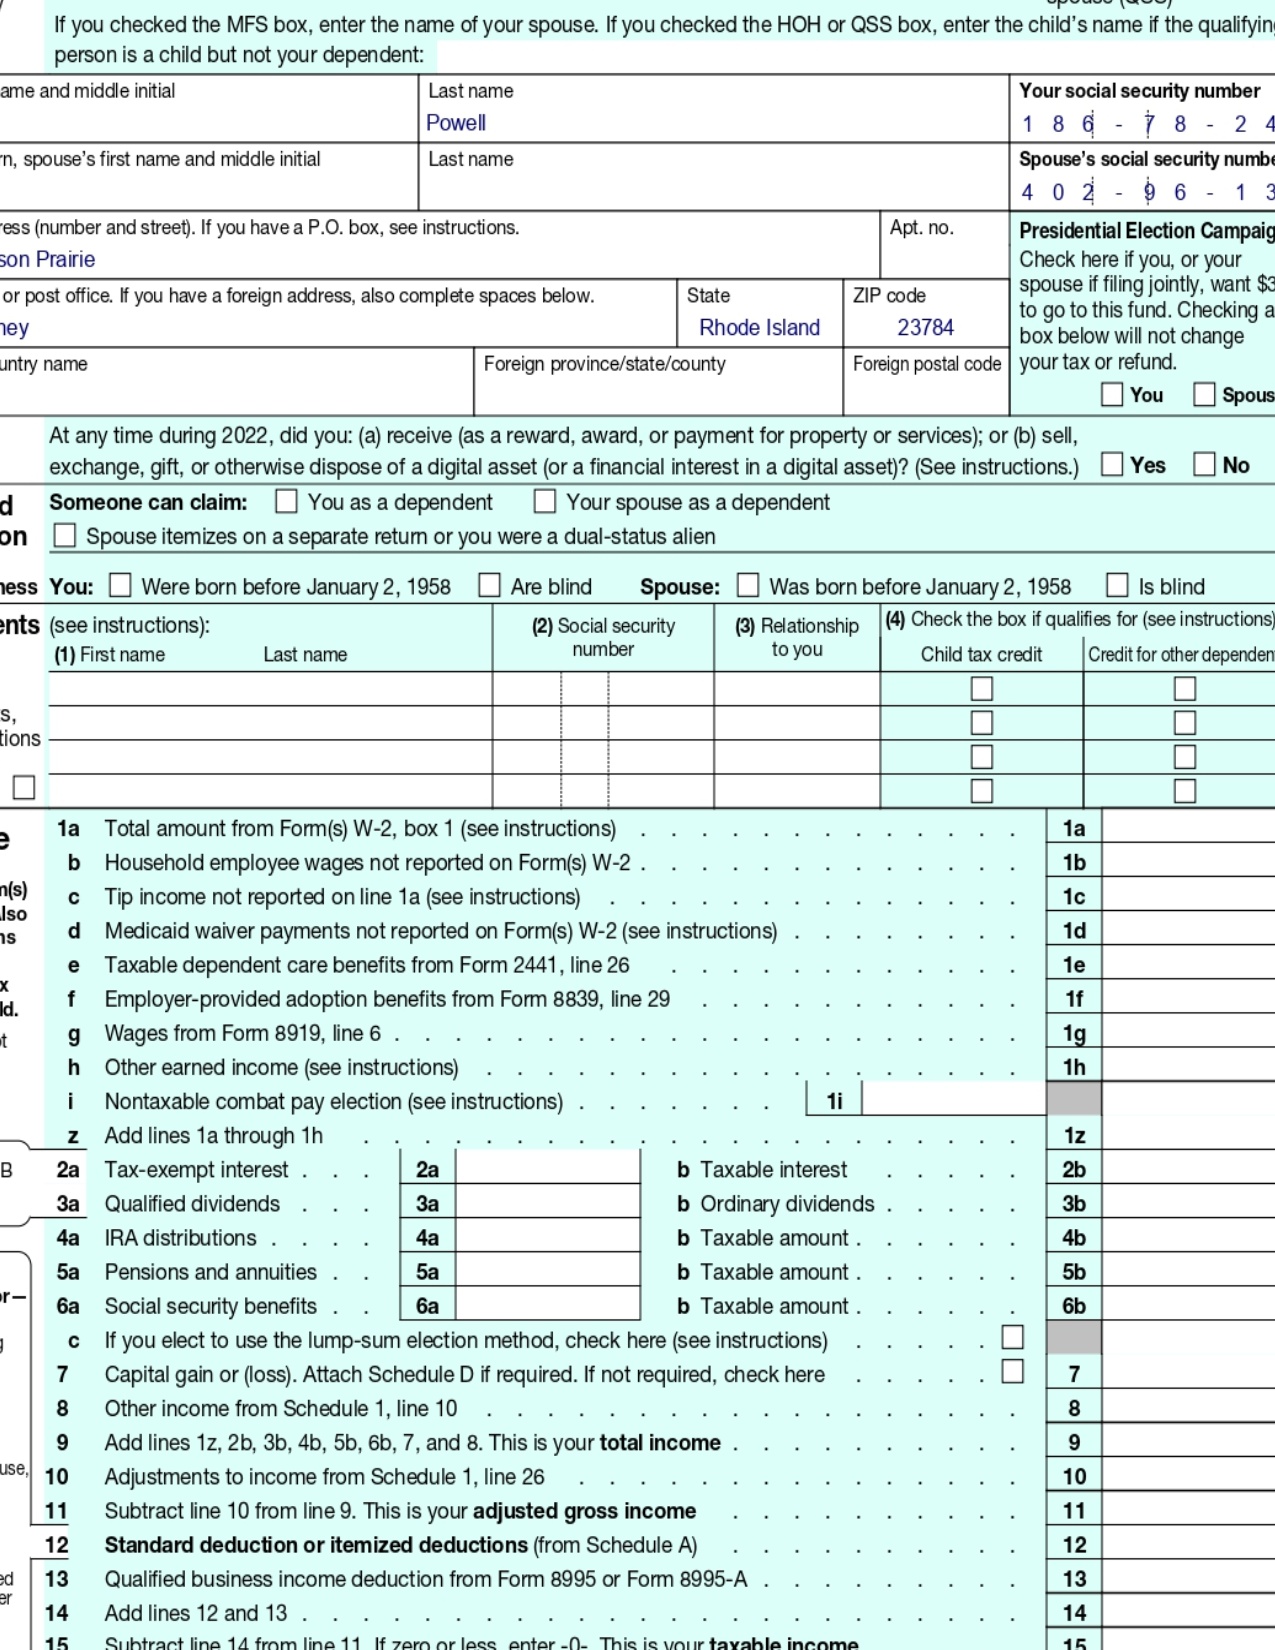 If you checked the MFS box, enter the name of your spouse. If you checked the HOH or QSS box, enter the child's name if the qualifying
person is a child but not your dependent:
name and middle initial Last name Your social security number
Powell 1 8 6 - 7 8 - 2 4
spouse's first name and middle initial Last name Spouse's social security number
4 0 2 - 9 6 - 1 3
(number and street). If you have a P.O. box, see instructions. Apt. no. Presidential Election Campaign
son Prairie Check here if you, or your
or post office. If you have a foreign address, also complete spaces below. State ZIP code spouse if filing jointly, want $3
ney Rhode Island 23784 to go to this fund. Checking a
box below will not change
country name Foreign province/state/county Foreign postal code your tax or refund.
You Spouse
At any time during 2022, did you: (a) receive (as a reward, award, or payment for property or services); or (b) sell,
exchange, gift, or otherwise dispose of a digital asset (or a financial interest in a digital asset)? (See instructions.) Yes No
Someone can claim: You as a dependent Your spouse as a dependent
Spouse itemizes on a separate return or you were a dual-status alien
You: Were born before January 2, 1958 Are blind Spouse: Was born before January 2, 1958 Is blind
(see instructions): (2) Social security number (3) Relationship to you (4) Check the box if qualifies for (see instructions)
(1) First name Last name Child tax credit Credit for other dependents
1a Total amount from Form(s) W-2, box 1 (see instructions) 1a
b Household employee wages not reported on Form(s) W-2 1b
c Tip income not reported on line 1a (see instructions) 1c
d Medicaid waiver payments not reported on Form(s) W-2 (see instructions) 1d
e Taxable dependent care benefits from Form 2441, line 26 1e
f Employer-provided adoption benefits from Form 8839, line 29 1f
g Wages from Form 8919, line 6 1g
h Other earned income (see instructions) 1h
i Nontaxable combat pay election (see instructions) 1i
z Add lines 1a through 1h 1z
B 2a Tax-exempt interest 2a b Taxable interest 2b
3a Qualified dividends 3a b Ordinary dividends 3b
4a IRA distributions 4a b Taxable amount 4b
5a Pensions and annuities 5a b Taxable amount 5b
6a Social security benefits 6a b Taxable amount 6b
c If you elect to use the lump-sum election method, check here (see instructions)
7 Capital gain or (loss). Attach Schedule D if required. If not required, check here 7
8 Other income from Schedule 1, line 10 8
9 Add lines 1z, 2b, 3b, 4b, 5b, 6b, 7, and 8. This is your total income 9
10 Adjustments to income from Schedule 1, line 26 10
11 Subtract line 10 from line 9. This is your adjusted gross income 11
12 Standard deduction or itemized deductions (from Schedule A) 12
13 Qualified business income deduction from Form 8995 or Form 8995-A 13
14 Add lines 12 and 13 14
15 Subtract line 14 from line 11. If zero or less, enter -0-. This is your taxable income 15